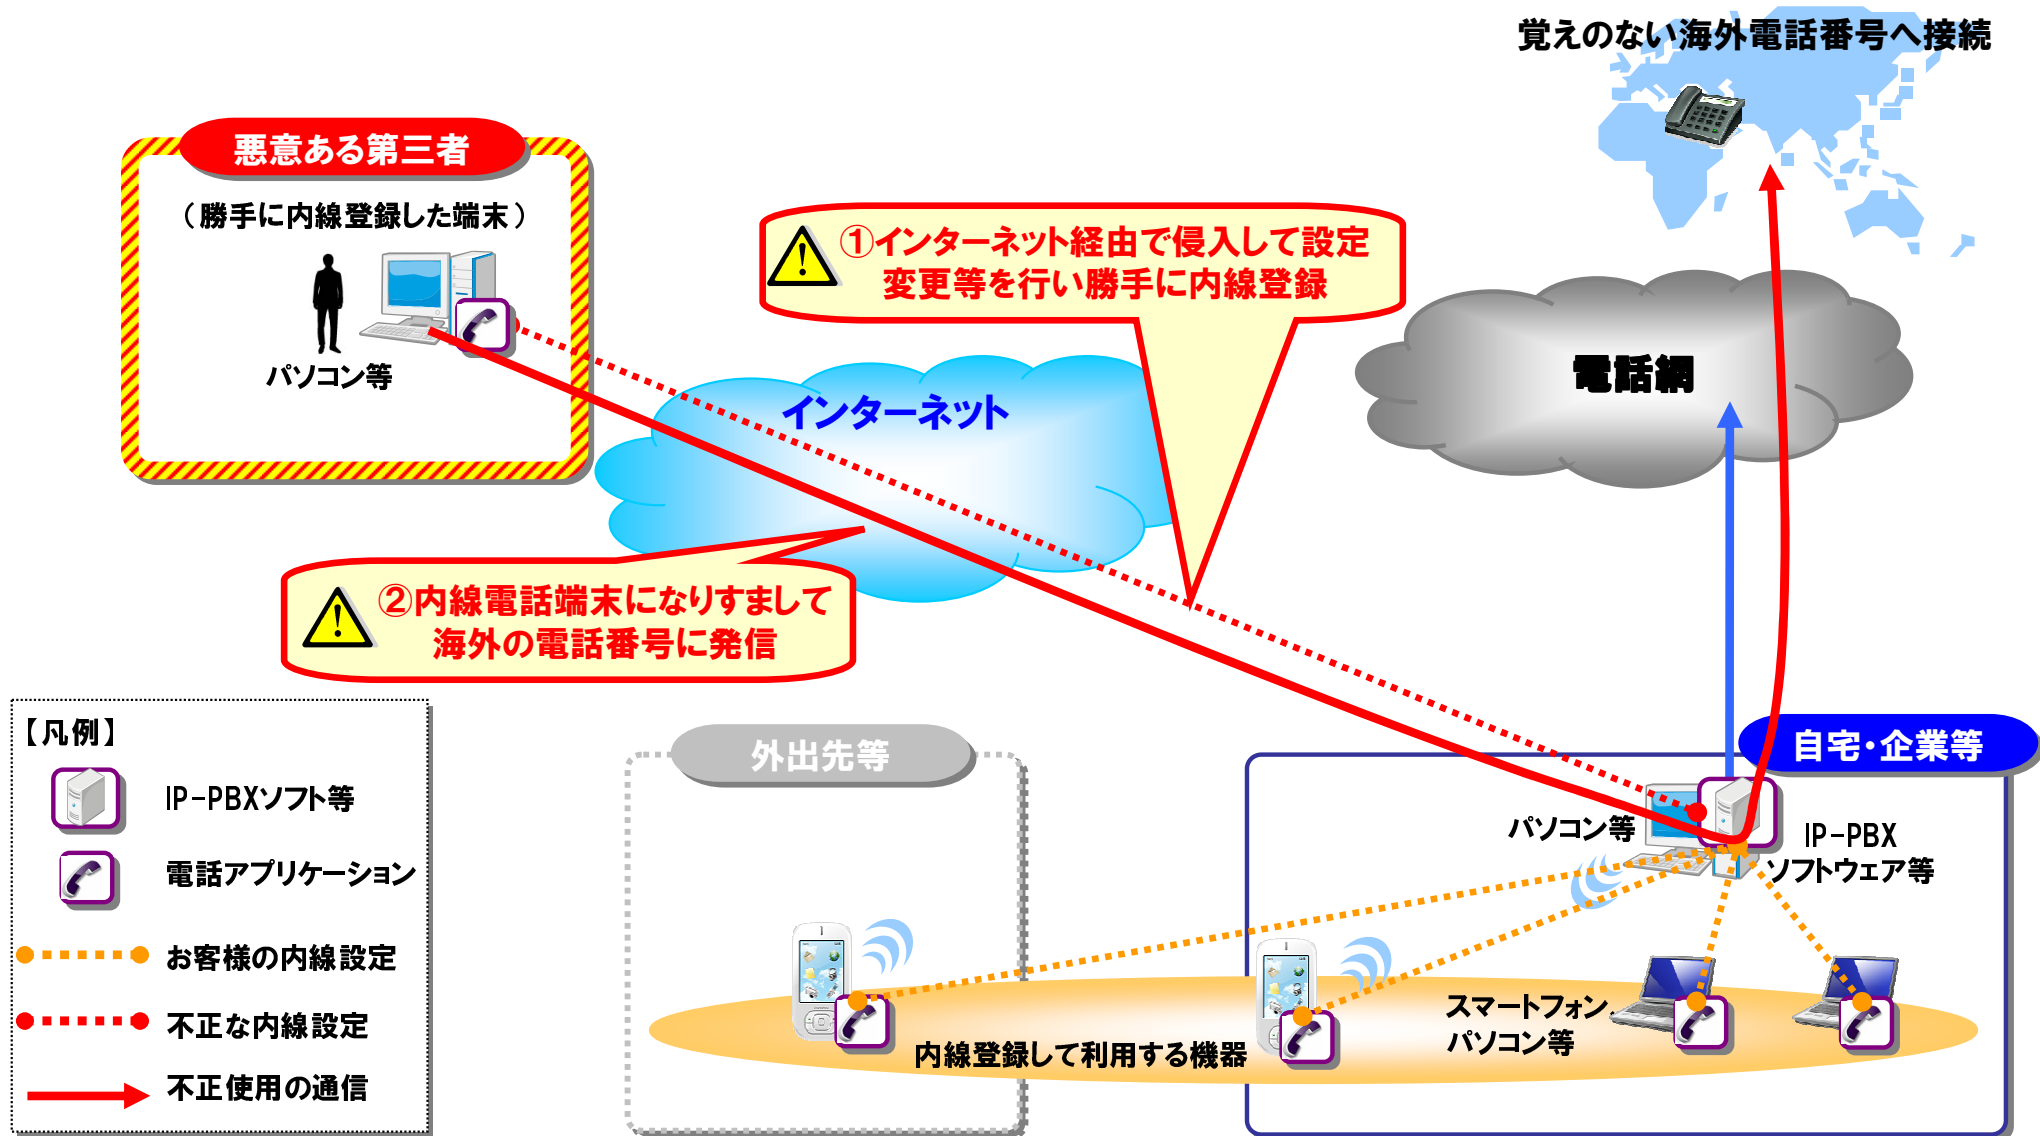 覚えのない海外電話番号へ接続
悪意ある第三者
（勝手に内線登録した端末）
パソコン等
①インターネット経由で侵入して設定
変更等を行い勝手に内線登録
インターネット
電話網
②内線電話端末になりすまして
海外の電話番号に発信
【凡例】
IP-PBXソフト等
電話アプリケーション
お客様の内線設定
不正な内線設定
不正使用の通信
外出先等
自宅・企業等
パソコン等
IP-PBX
ソフトウェア等
スマートフォン、
パソコン等
内線登録して利用する機器